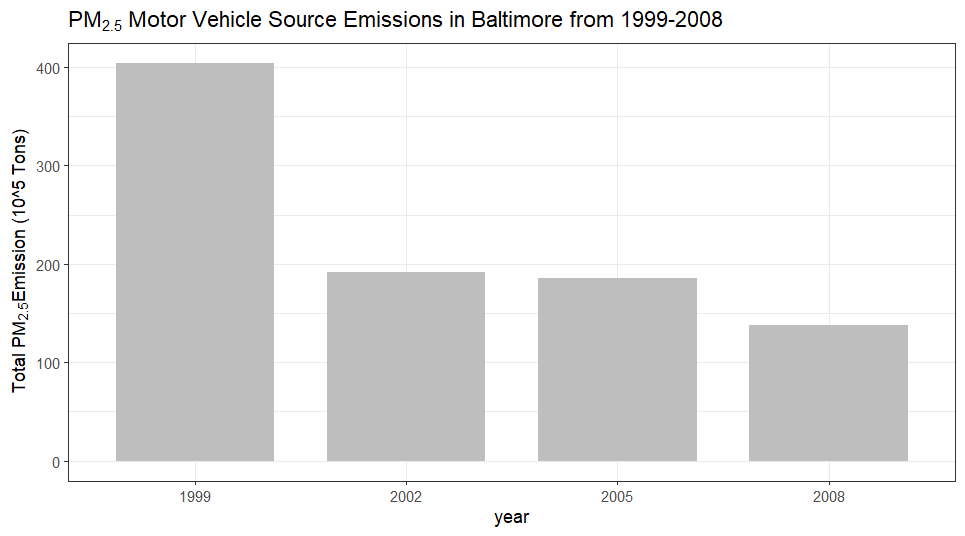 PM2.5 Motor Vehicle Source Emissions in Baltimore from 1999-2008
Total PM2.5Emission (10^5 Tons)
400
300
200
100
0
1999 2002 2005 2008
year